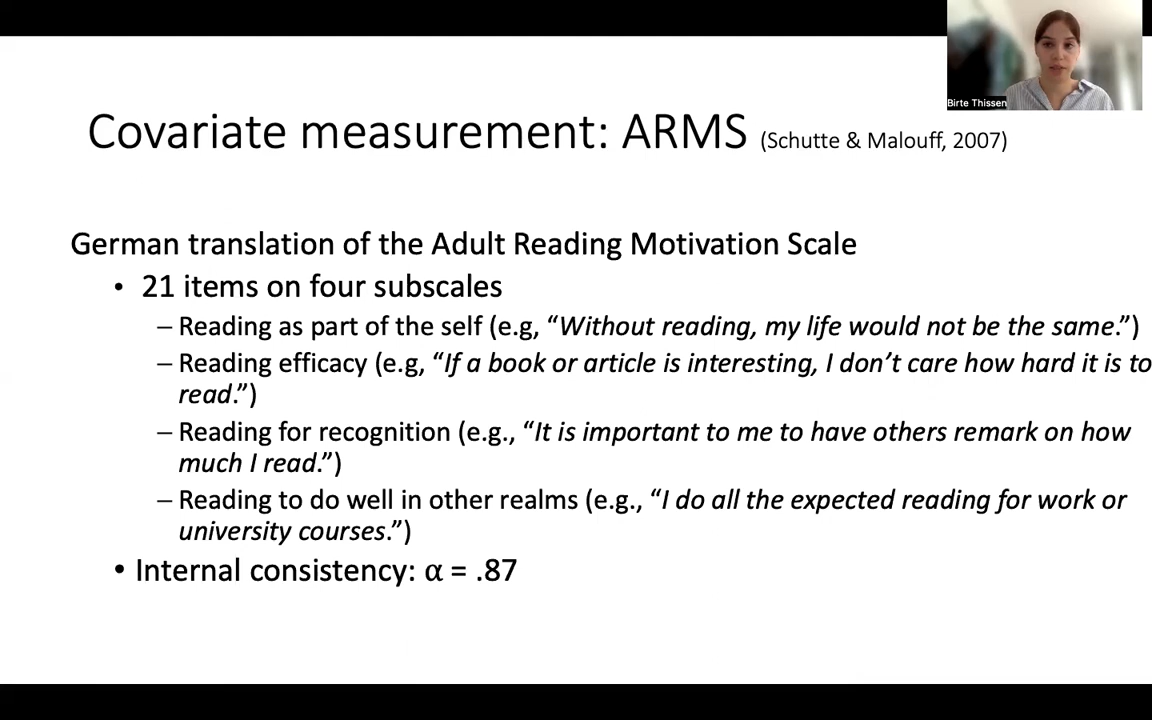 Birte Thissen
Covariate measurement: ARMS (Schutte & Malouff, 2007)
German translation of the Adult Reading Motivation Scale
• 21 items on four subscales
– Reading as part of the self (e.g, “Without reading, my life would not be the same.”)
– Reading efficacy (e.g, “If a book or article is interesting, I don’t care how hard it is to
read.”)
– Reading for recognition (e.g., “It is important to me to have others remark on how
much I read.”)
– Reading to do well in other realms (e.g., “I do all the expected reading for work or
university courses.”)
• Internal consistency: α = .87